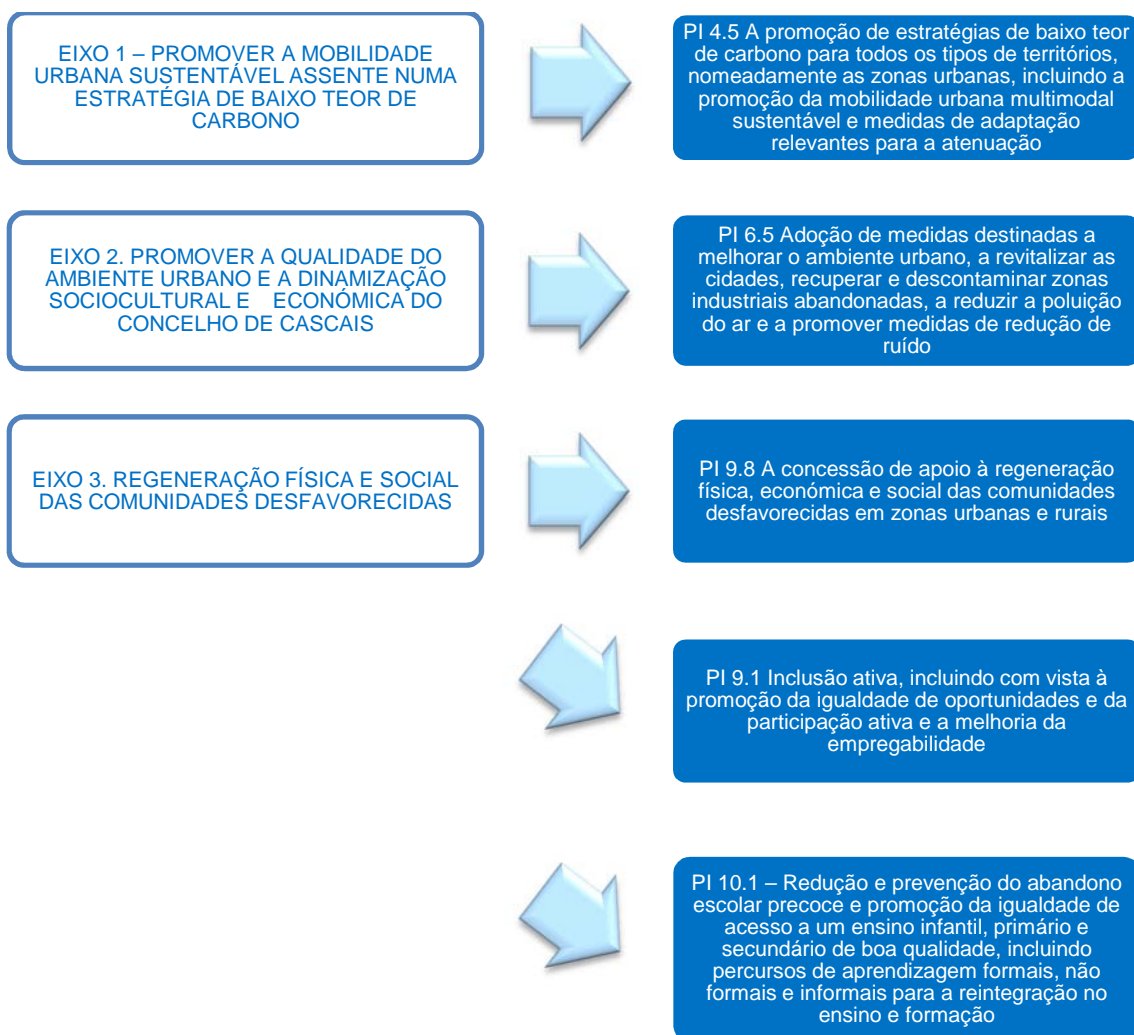 EIXO 1 – PROMOVER A MOBILIDADE
URBANA SUSTENTÁVEL ASSENTE NUMA
ESTRATÉGIA DE BAIXO TEOR DE
CARBONO
PI 4.5 A promoção de estratégias de baixo teor
de carbono para todos os tipos de territórios,
nomeadamente as zonas urbanas, incluindo a
promoção da mobilidade urbana multimodal
sustentável e medidas de adaptação
relevantes para a atenuação
EIXO 2. PROMOVER A QUALIDADE DO
AMBIENTE URBANO E A DINAMIZAÇÃO
SOCIOCULTURAL E ECONÓMICA DO
CONCELHO DE CASCAIS
PI 6.5 Adoção de medidas destinadas a
melhorar o ambiente urbano, a revitalizar as
cidades, recuperar e descontaminar zonas
industriais abandonadas, a reduzir a poluição
do ar e a promover medidas de redução de
ruído
EIXO 3. REGENERAÇÃO FÍSICA E SOCIAL
DAS COMUNIDADES DESFAVORECIDAS
PI 9.8 A concessão de apoio à regeneração
física, económica e social das comunidades
desfavorecidas em zonas urbanas e rurais
PI 9.1 Inclusão ativa, incluindo com vista à
promoção da igualdade de oportunidades e da
participação ativa e a melhoria da
empregabilidade
PI 10.1 – Redução e prevenção do abandono
escolar precoce e promoção da igualdade de
acesso a um ensino infantil, primário e
secundário de boa qualidade, incluindo
percursos de aprendizagem formais, não
formais e informais para a reintegração no
ensino e formação